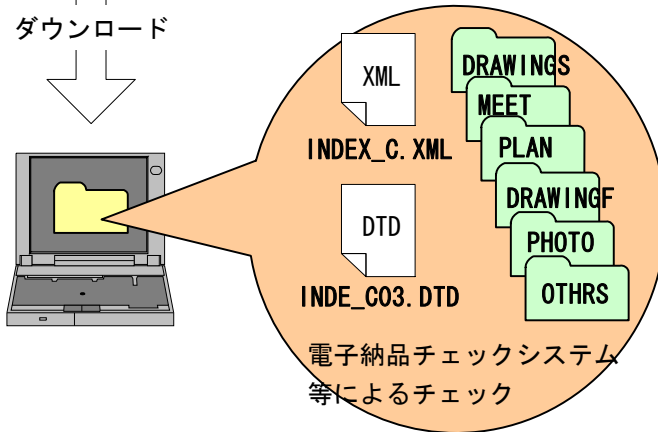 ダウンロード
XML
INDEX_C.XML
DTD
INDE_C03.DTD
DRAWINGS
MEET
PLAN
DRAWINGF
PHOTO
OTHRS
電子納品チェックシステム
等によるチェック